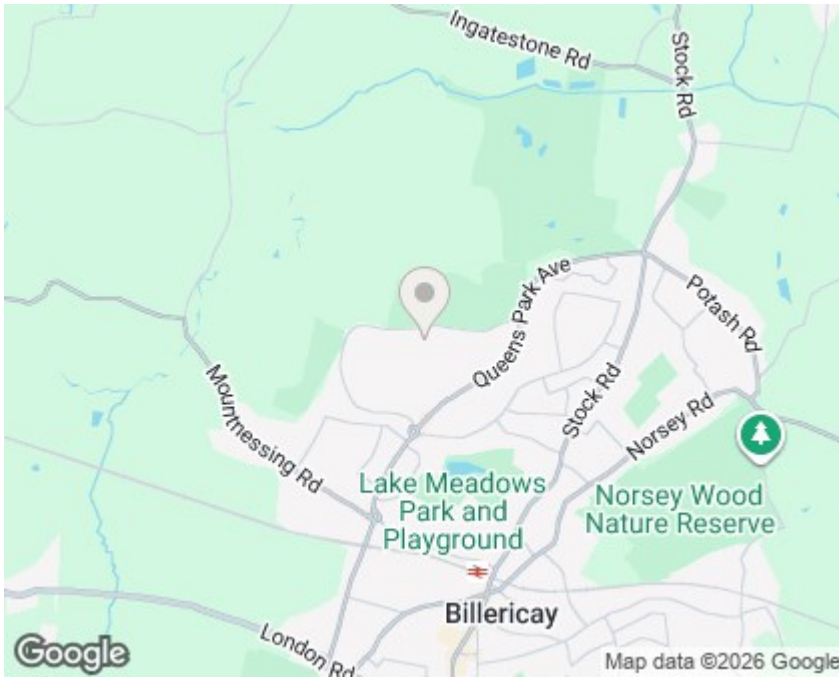 Ingatestone Rd
Stock Rd
Queens Park Ave
Potash Rd
Mountnessing Rd
Stock Rd
Norsey Rd
Lake Meadows
Park and
Playground
Norsey Wood
Nature Reserve
Billericay
London Rd
Google
Map data ©2026 Google